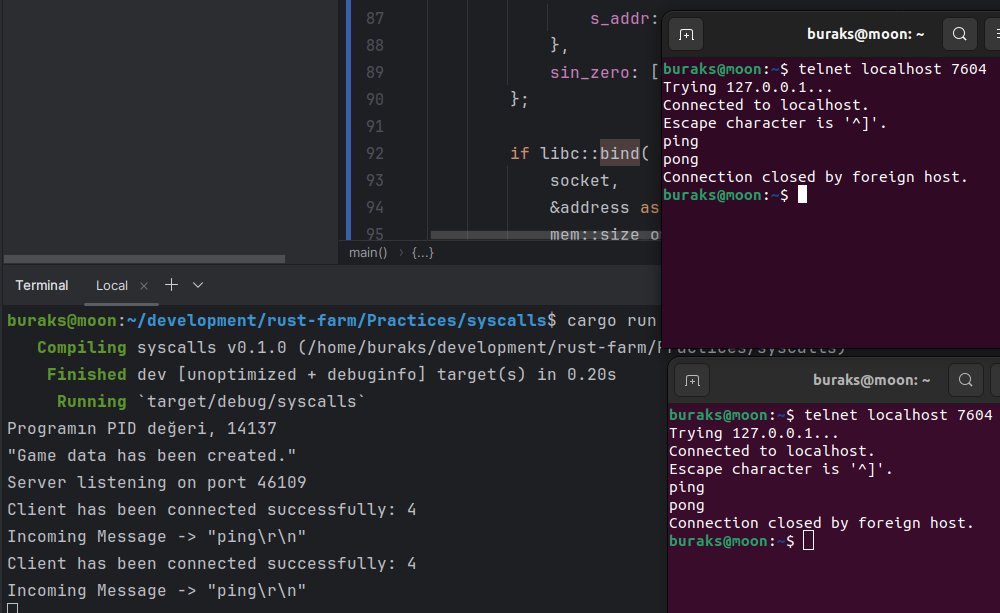 87
s_addr:
88
},
89
sin_zero: [
90
};
91
92
if libc::bind(
93
socket,
94
&address as
95
mem::size o
main() › {...}
Terminal
Local × + 
buraks@moon:~/development/rust-farm/Practices/syscalls$ cargo run
Compiling syscalls v0.1.0 (/home/buraks/development/rust-farm/Practices/syscalls)
Finished dev [unoptimized + debuginfo] target(s) in 0.20s
Running `target/debug/syscalls`
Programın PID değeri, 14137
"Game data has been created."
Server listening on port 46109
Client has been connected successfully: 4
Incoming Message -> "ping\r\n"
Client has been connected successfully: 4
Incoming Message -> "ping\r\n"
buraks@moon: ~
buraks@moon:~$ telnet localhost 7604
Trying 127.0.0.1...
Connected to localhost.
Escape character is '^]'.
ping
pong
Connection closed by foreign host.
buraks@moon:~$
buraks@moon: ~
buraks@moon:~$ telnet localhost 7604
Trying 127.0.0.1...
Connected to localhost.
Escape character is '^]'.
ping
pong
Connection closed by foreign host.
buraks@moon:~$